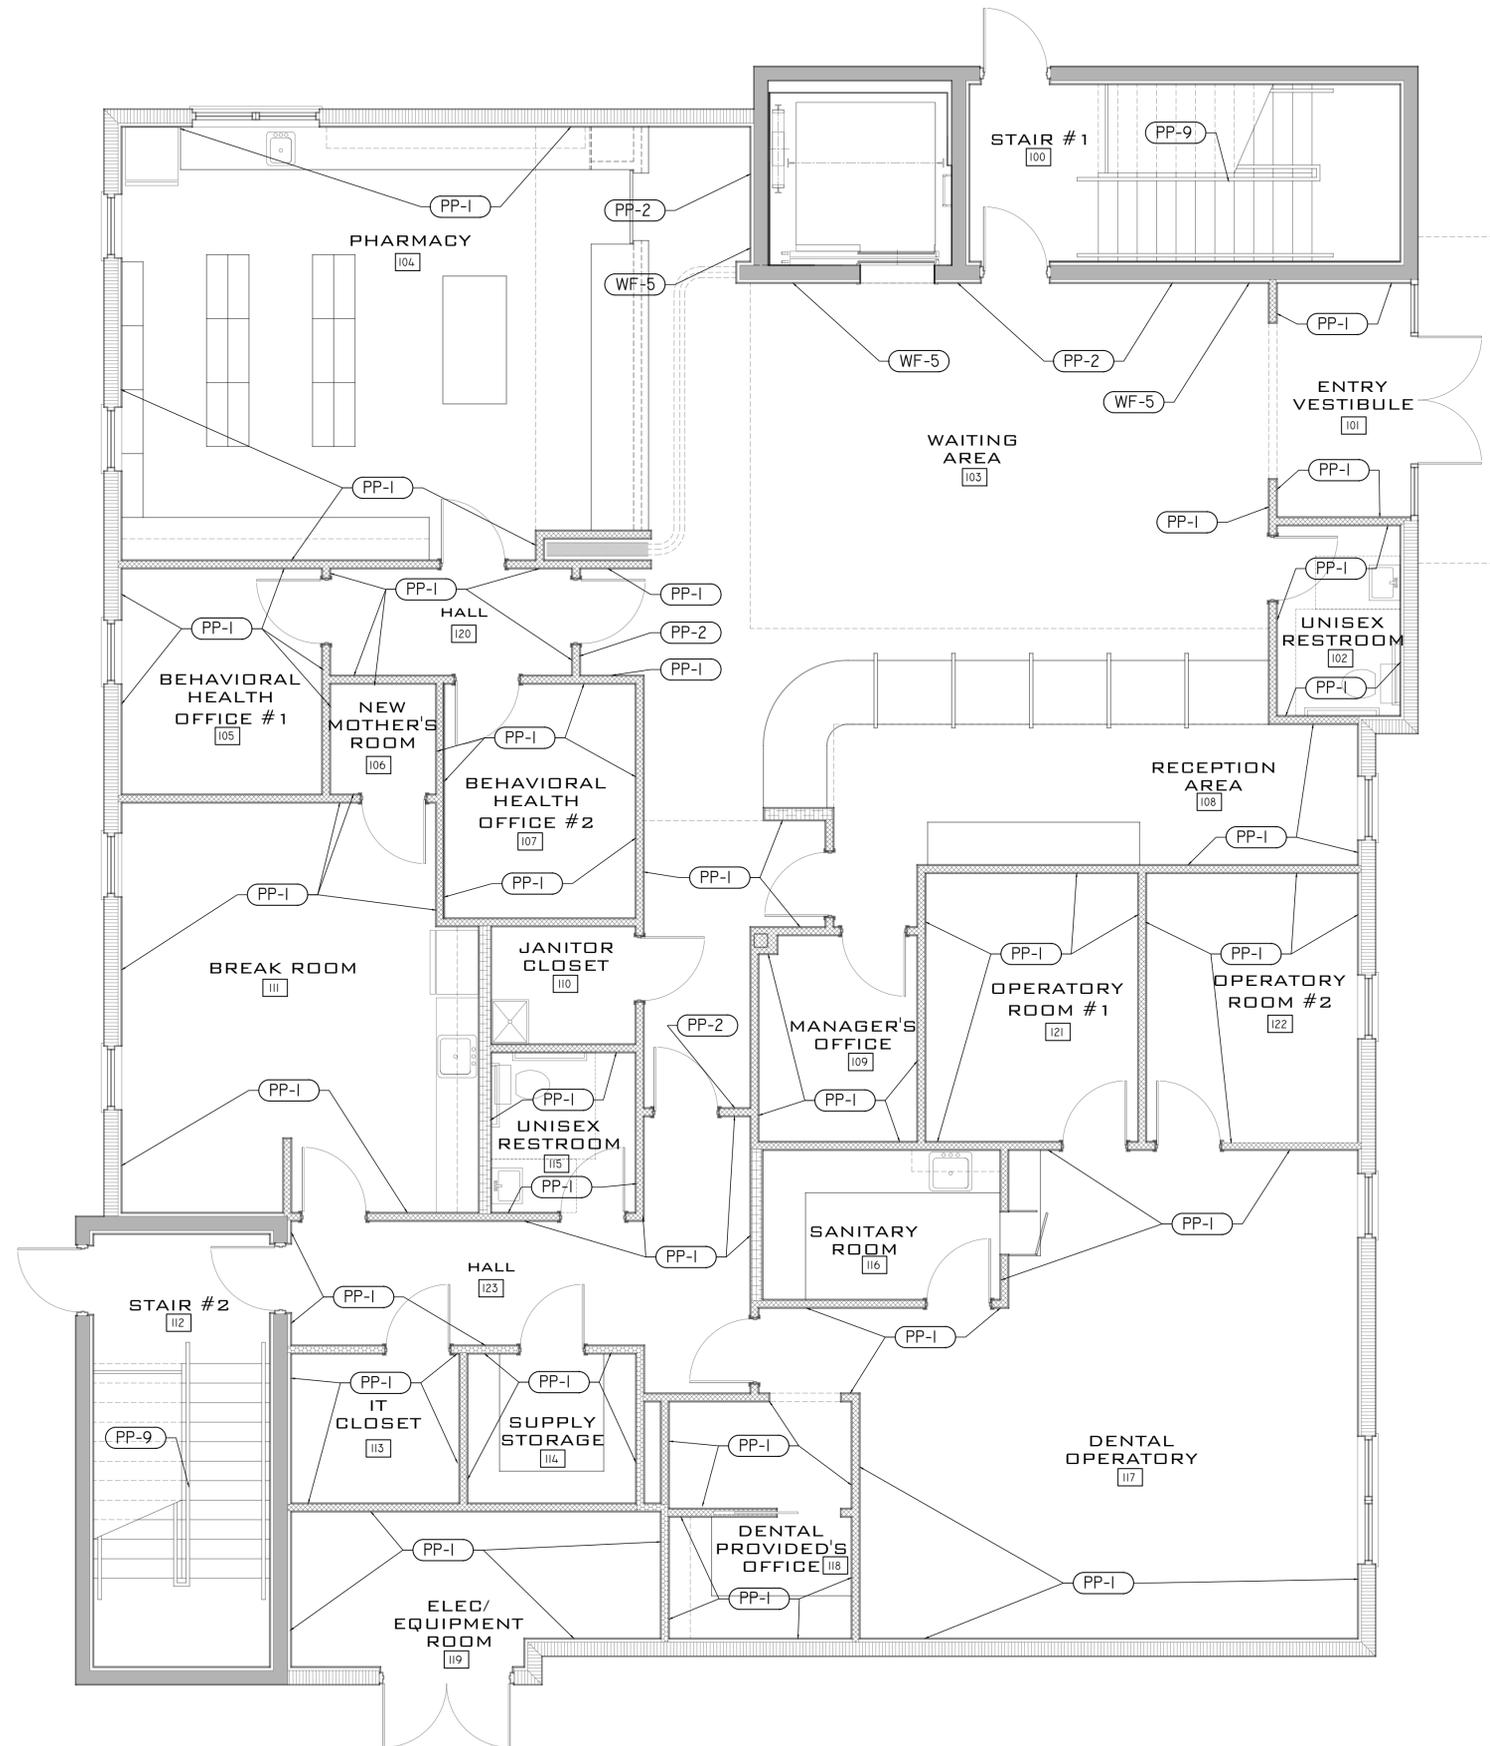 STAIR #1
100
PP-9
PP-1
PP-2
PHARMACY
104
WF-5
WF-5
PP-2
PP-1
WF-5
ENTRY
VESTIBULE
101
WAITING
AREA
103
PP-1
PP-1
PP-1
PP-1
PP-1
PP-1
HALL
120
PP-1
PP-2
PP-1
PP-1
UNISEX
RESTROOM
102
PP-1
BEHAVIORAL
HEALTH
OFFICE #1
105
NEW
MOTHER'S
ROOM
106
PP-1
BEHAVIORAL
HEALTH
OFFICE #2
107
PP-1
RECEPTION
AREA
108
PP-1
PP-1
PP-1
BREAK ROOM
111
JANITOR
CLOSET
110
PP-1
PP-1
OPERATORY
ROOM #1
121
OPERATORY
ROOM #2
122
PP-2
MANAGER'S
OFFICE
109
PP-1
PP-1
PP-1
UNISEX
RESTROOM
115
PP-1
PP-1
PP-1
SANITARY
ROOM
116
HALL
123
STAIR #2
112
PP-1
PP-1
PP-1
IT
CLOSET
113
PP-1
SUPPLY
STORAGE
114
PP-9
PP-1
DENTAL
OPERATORY
117
PP-1
DENTAL
PROVIDED'S
OFFICE
118
PP-1
PP-1
ELEC/
EQUIPMENT
ROOM
119